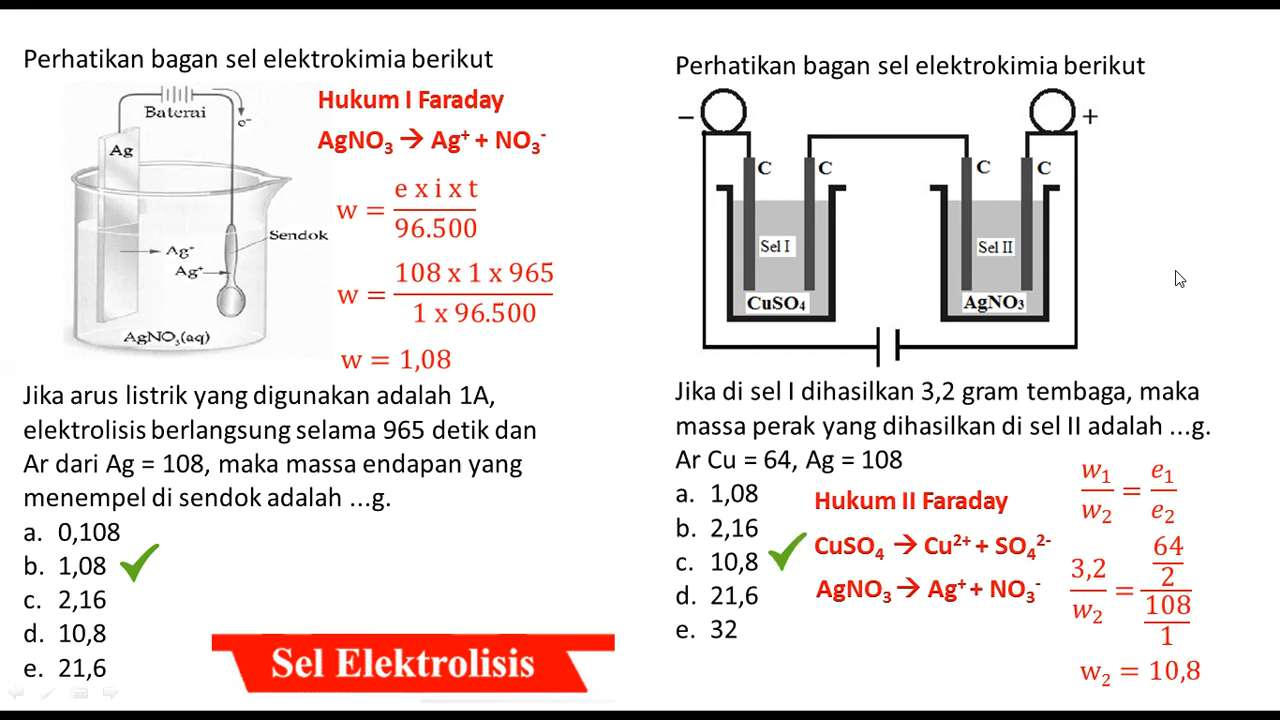 Perhatikan bagan sel elektrokimia berikut
Baterai
e⁻
Ag
Sendok
Ag⁺
Ag⁺
AgNO₃(aq)
Hukum I Faraday
AgNO₃ → Ag⁺ + NO₃⁻
w = e x i x t / 96.500
w = 108 x 1 x 965 / 1 x 96.500
w = 1,08
Jika arus listrik yang digunakan adalah 1A,
elektrolisis berlangsung selama 965 detik dan
Ar dari Ag = 108, maka massa endapan yang
menempel di sendok adalah ...g.
a. 0,108
b. 1,08
c. 2,16
d. 10,8
e. 21,6
Sel Elektrolisis
Perhatikan bagan sel elektrokimia berikut
– +
C C C C
Sel I Sel II
CuSO₄ AgNO₃
Jika di sel I dihasilkan 3,2 gram tembaga, maka
massa perak yang dihasilkan di sel II adalah ...g.
Ar Cu = 64, Ag = 108
a. 1,08
b. 2,16
c. 10,8
d. 21,6
e. 32
Hukum II Faraday
CuSO₄ → Cu²⁺ + SO₄²⁻
AgNO₃ → Ag⁺ + NO₃⁻
w₁ / w₂ = e₁ / e₂
3,2 / w₂ = 64/2 / 108/1
w₂ = 10,8